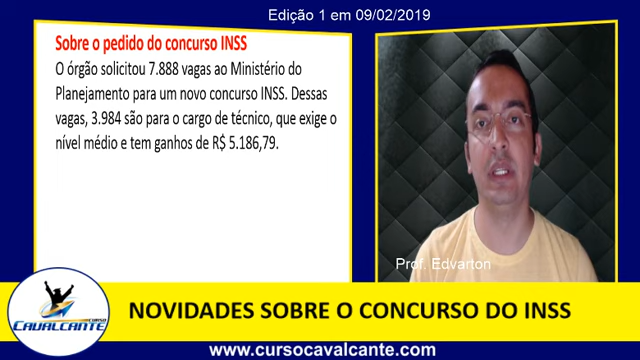 Edição 1 em 09/02/2019
Sobre o pedido do concurso INSS
O órgão solicitou 7.888 vagas ao Ministério do
Planejamento para um novo concurso INSS. Dessas
vagas, 3.984 são para o cargo de técnico, que exige o
nível médio e tem ganhos de R$ 5.186,79.
Prof. Edvarton
CURSO
CAVALCANTE
NOVIDADES SOBRE O CONCURSO DO INSS
www.cursocavalcante.com